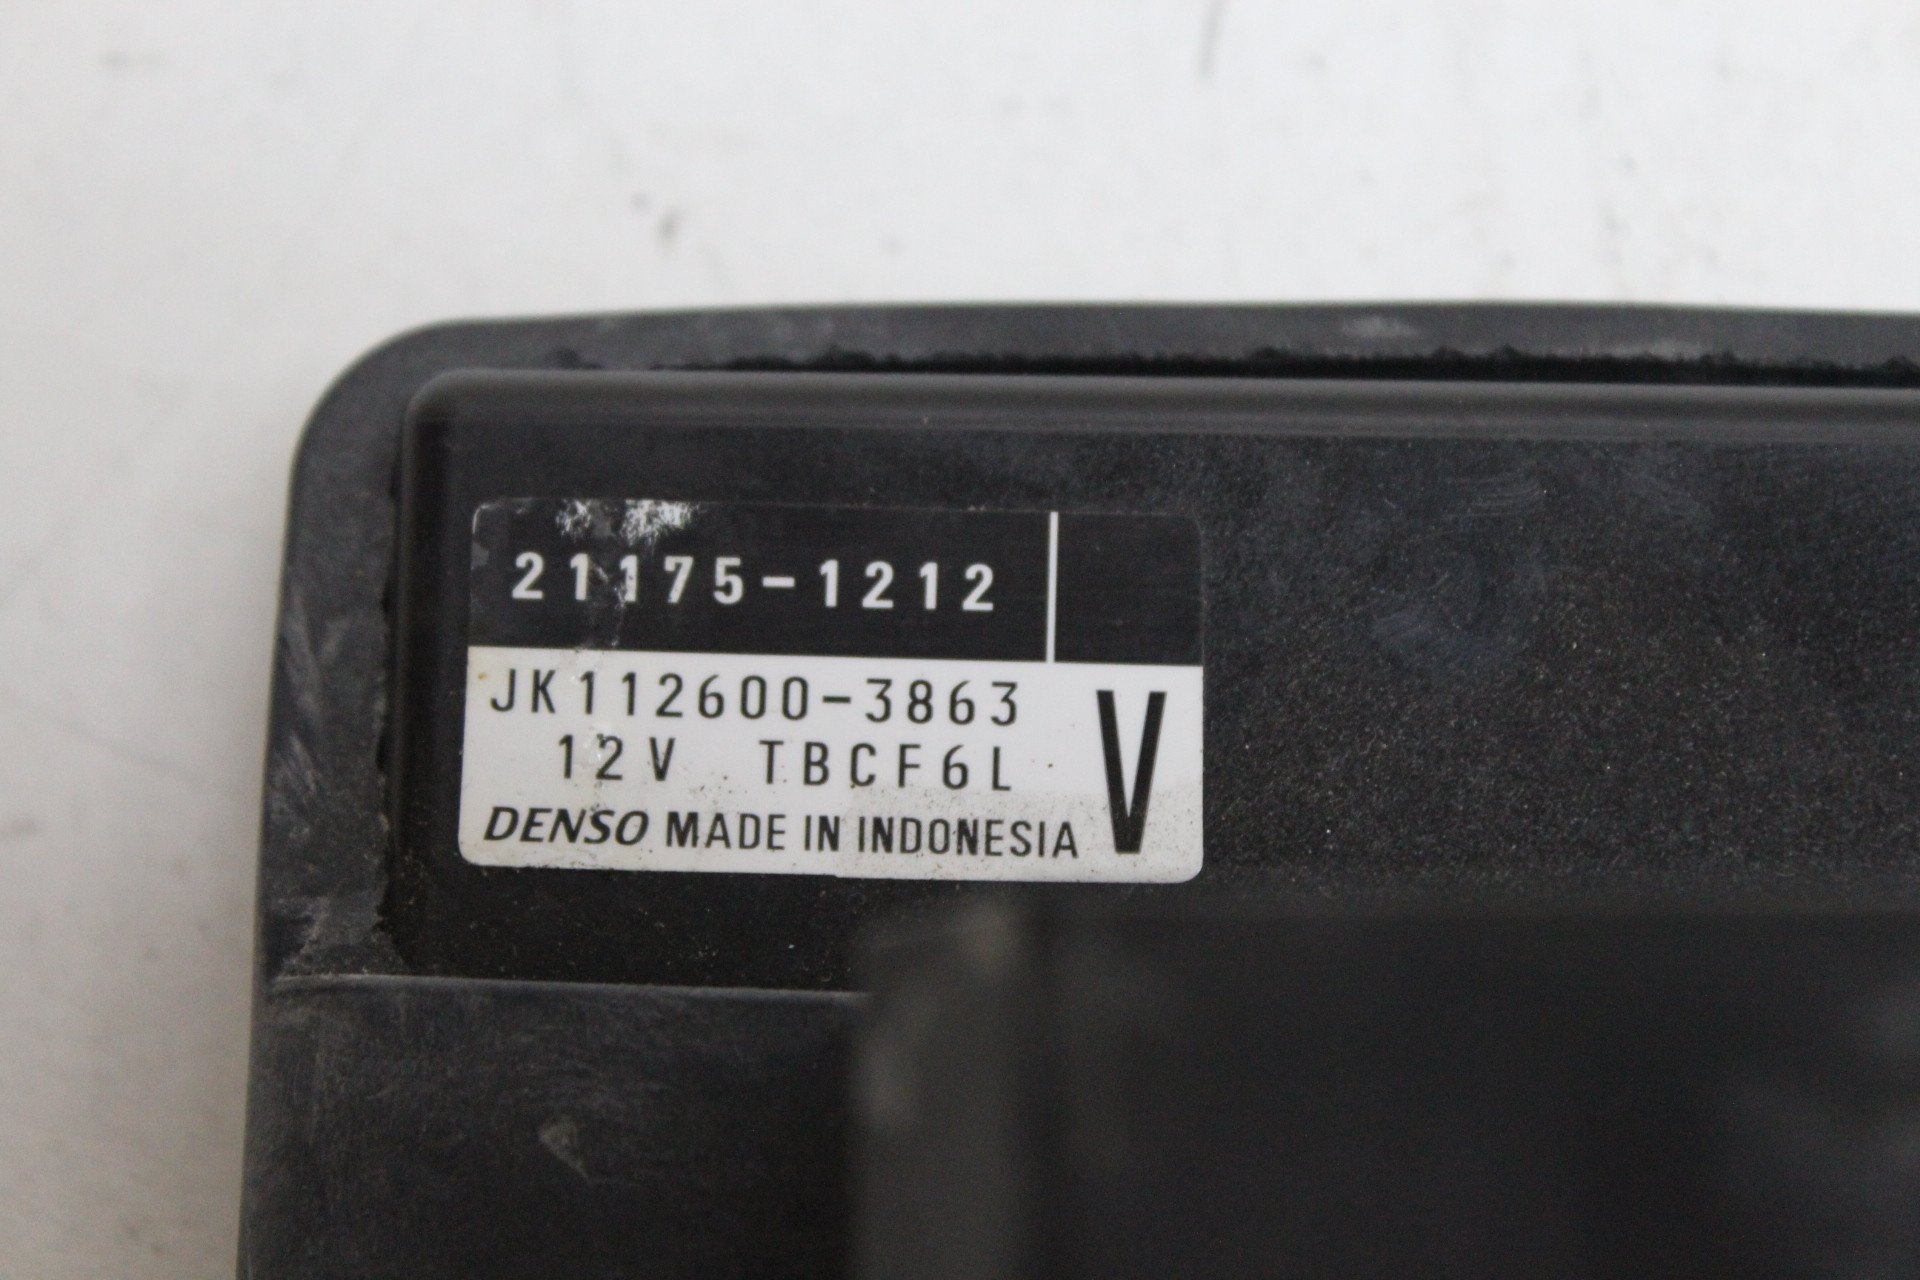 21175-1212
JK112600-3863
12V TBCF6L
V
DENSO MADE IN INDONESIA